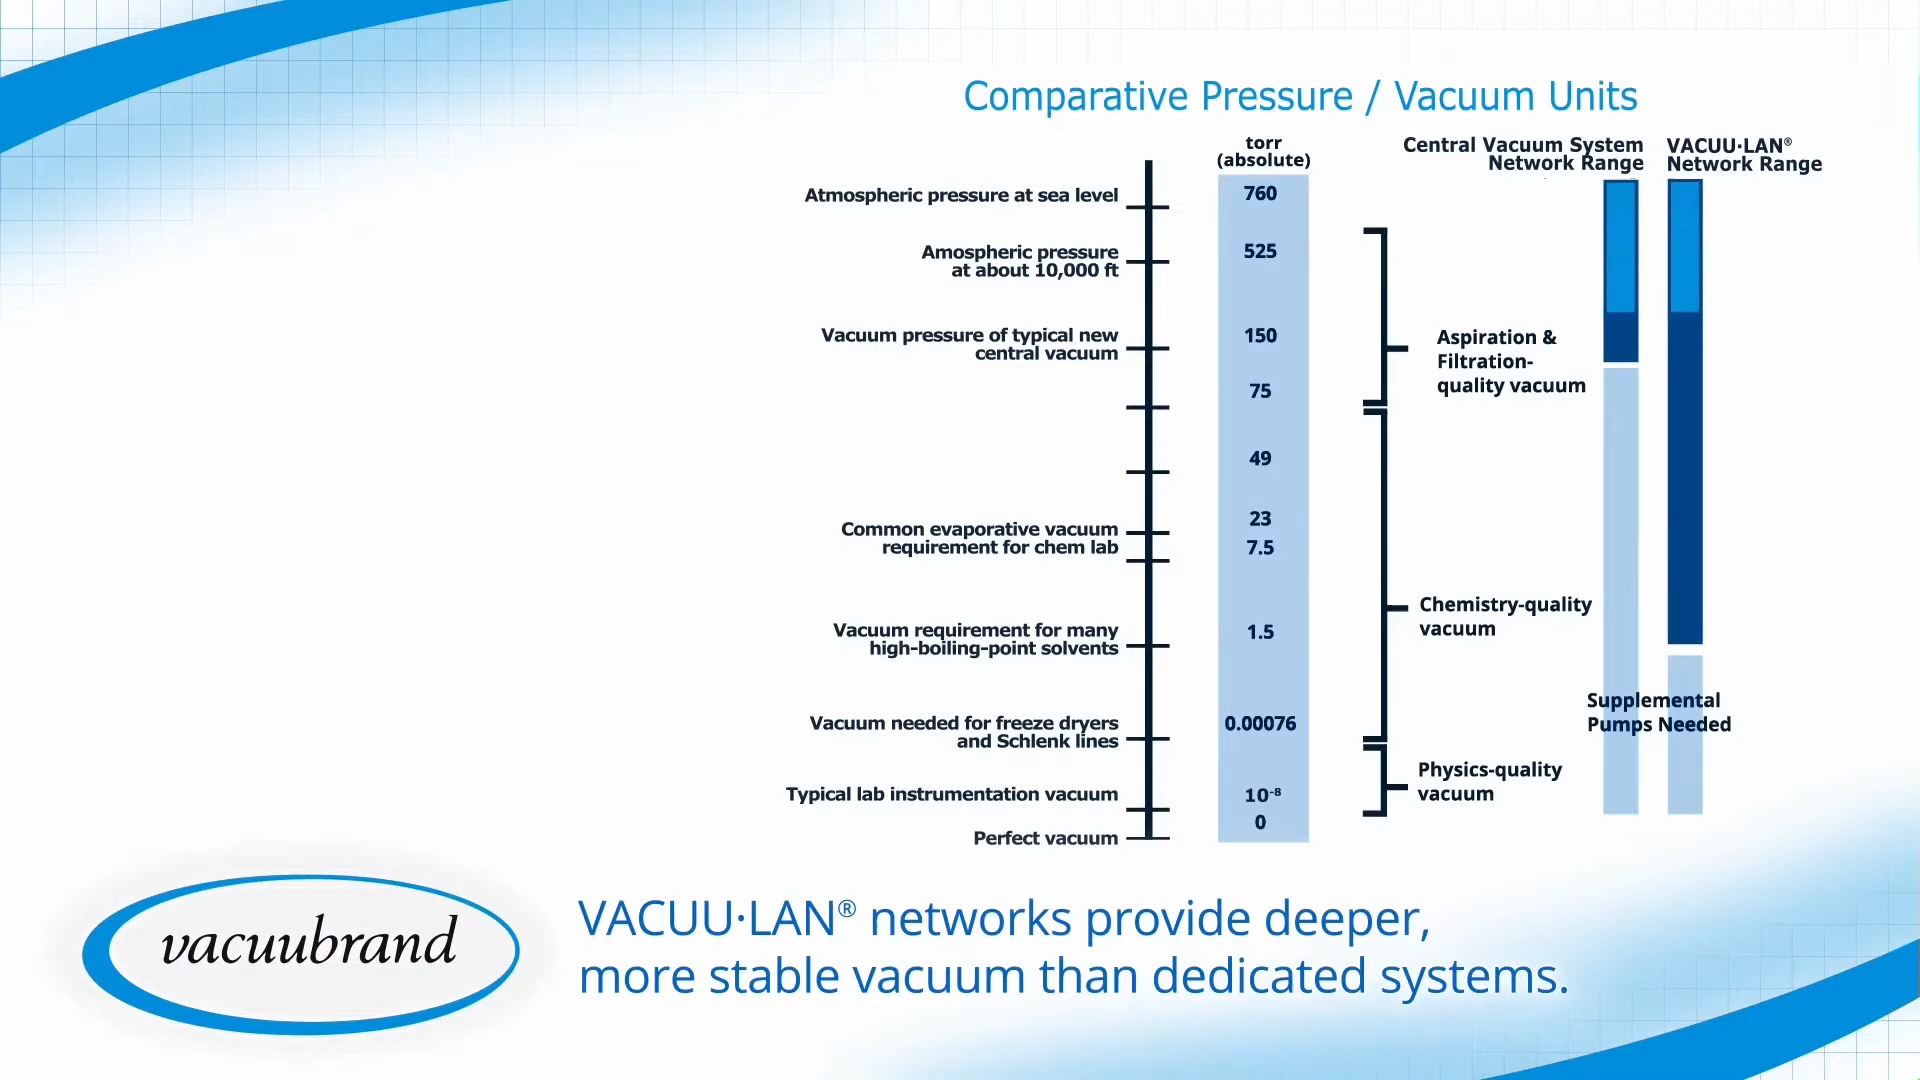 Comparative Pressure / Vacuum Units
torr
(absolute)
Central Vacuum System
Network Range
VACUU·LAN®
Network Range
Atmospheric pressure at sea level
760
Amospheric pressure
at about 10,000 ft
525
Vacuum pressure of typical new
central vacuum
150
75
Aspiration &
Filtration-
quality vacuum
49
Common evaporative vacuum
requirement for chem lab
23
7.5
Vacuum requirement for many
high-boiling-point solvents
1.5
Chemistry-quality
vacuum
Vacuum needed for freeze dryers
and Schlenk lines
0.00076
Supplemental
Pumps Needed
Typical lab instrumentation vacuum
10⁻⁸
Physics-quality
vacuum
Perfect vacuum
0
vacuubrand
VACUU·LAN® networks provide deeper,
more stable vacuum than dedicated systems.